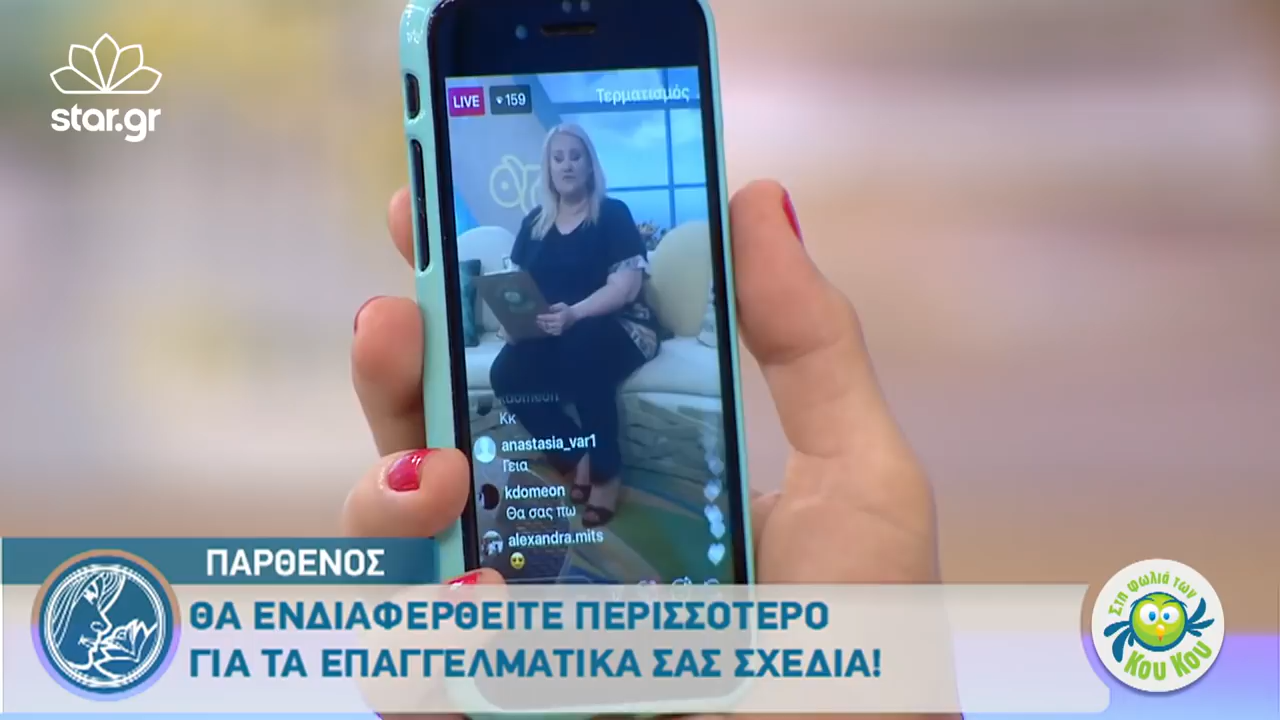 star.gr
LIVE
159
Τερματισμός
kdomeon
Κκ
anastasia_var1
Γεια
kdomeon
Θα σας πω
alexandra.mits
ΠΑΡΘΕΝΟΣ
ΘΑ ΕΝΔΙΑΦΕΡΘΕΙΤΕ ΠΕΡΙΣΣΟΤΕΡΟ
ΓΙΑ ΤΑ ΕΠΑΓΓΕΛΜΑΤΙΚΑ ΣΑΣ ΣΧΕΔΙΑ!
Στη φωλιά των
Κου Κου